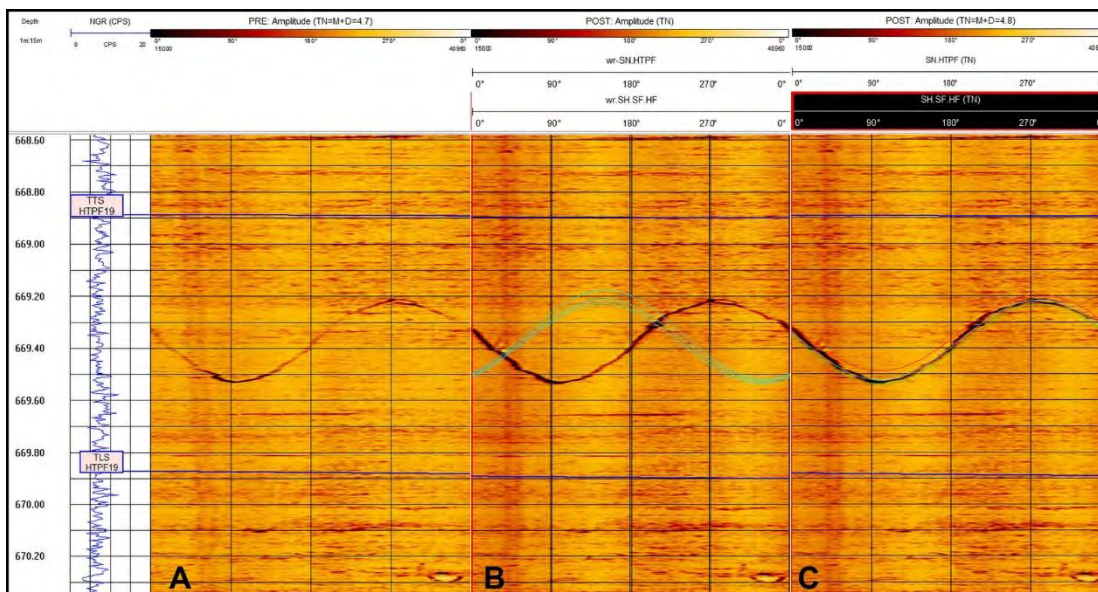 Depth
1m:15m
NGR (CPS)
0 CPS 20
PRE: Amplitude (TN=M+D=4.7)
0° 90° 180° 270° 0°
15000 40960
POST: Amplitude (TN)
0° 90° 180° 270° 0°
15000 40960
wr-SN.HTPF
0° 90° 180° 270° 0°
wr.SH.SF.HF
0° 90° 180° 270° 0°
POST: Amplitude (TN=M+D=4.8)
0° 90° 180° 270° 0°
15000 40960
SN.HTPF (TN)
0° 90° 180° 270°
SH.SF.HF (TN)
0° 90° 180° 270°
668.60
668.80
TTS
HTPF19
669.00
669.20
669.40
669.60
669.80
TLS
HTPF19
670.00
670.20
A
B
C